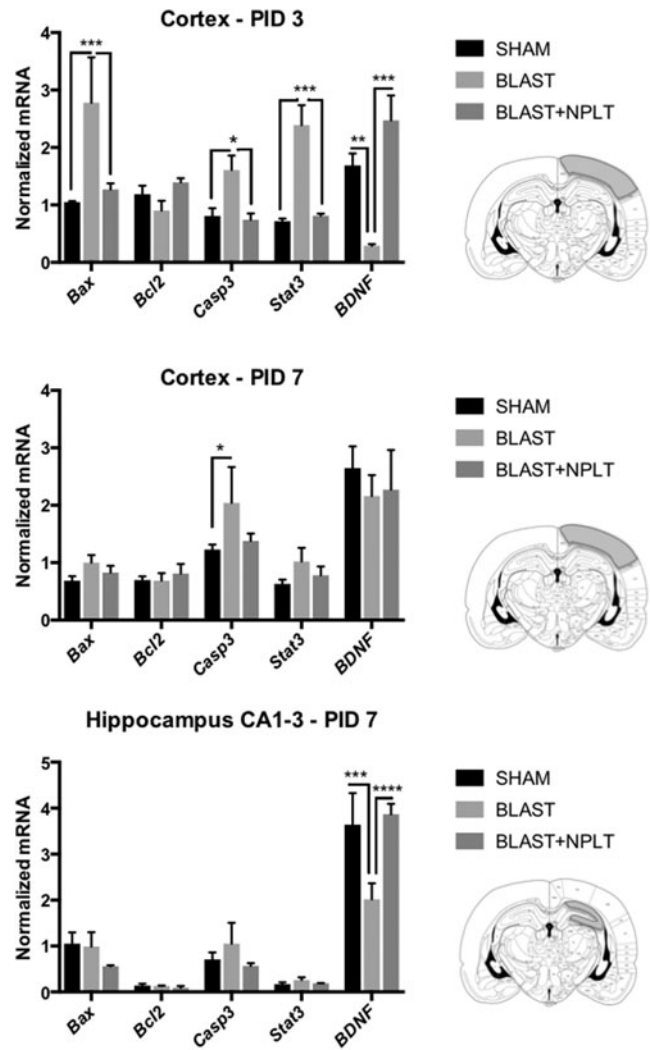 Cortex - PID 3
Normalized mRNA
4
3
2
1
0
***
*
***
**
***
Bax
Bcl2
Casp3
Stat3
BDNF
SHAM
BLAST
BLAST+NPLT
Cortex - PID 7
Normalized mRNA
4
3
2
1
0
*
Bax
Bcl2
Casp3
Stat3
BDNF
SHAM
BLAST
BLAST+NPLT
Hippocampus CA1-3 - PID 7
Normalized mRNA
5
4
3
2
1
0
***
****
Bax
Bcl2
Casp3
Stat3
BDNF
SHAM
BLAST
BLAST+NPLT